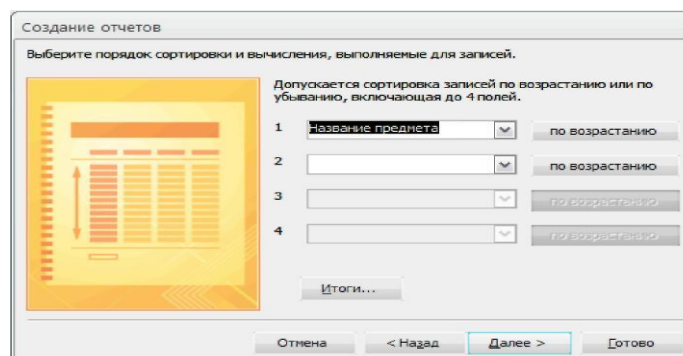 Создание отчетов
Выберите порядок сортировки и вычисления, выполняемые для записей.
Допускается сортировка записей по возрастанию или по
убыванию, включающая до 4 полей.
1 Название предмета по возрастанию
2 по возрастанию
3 по возрастанию
4 по возрастанию
Итоги...
Отмена < Назад Далее > Готово